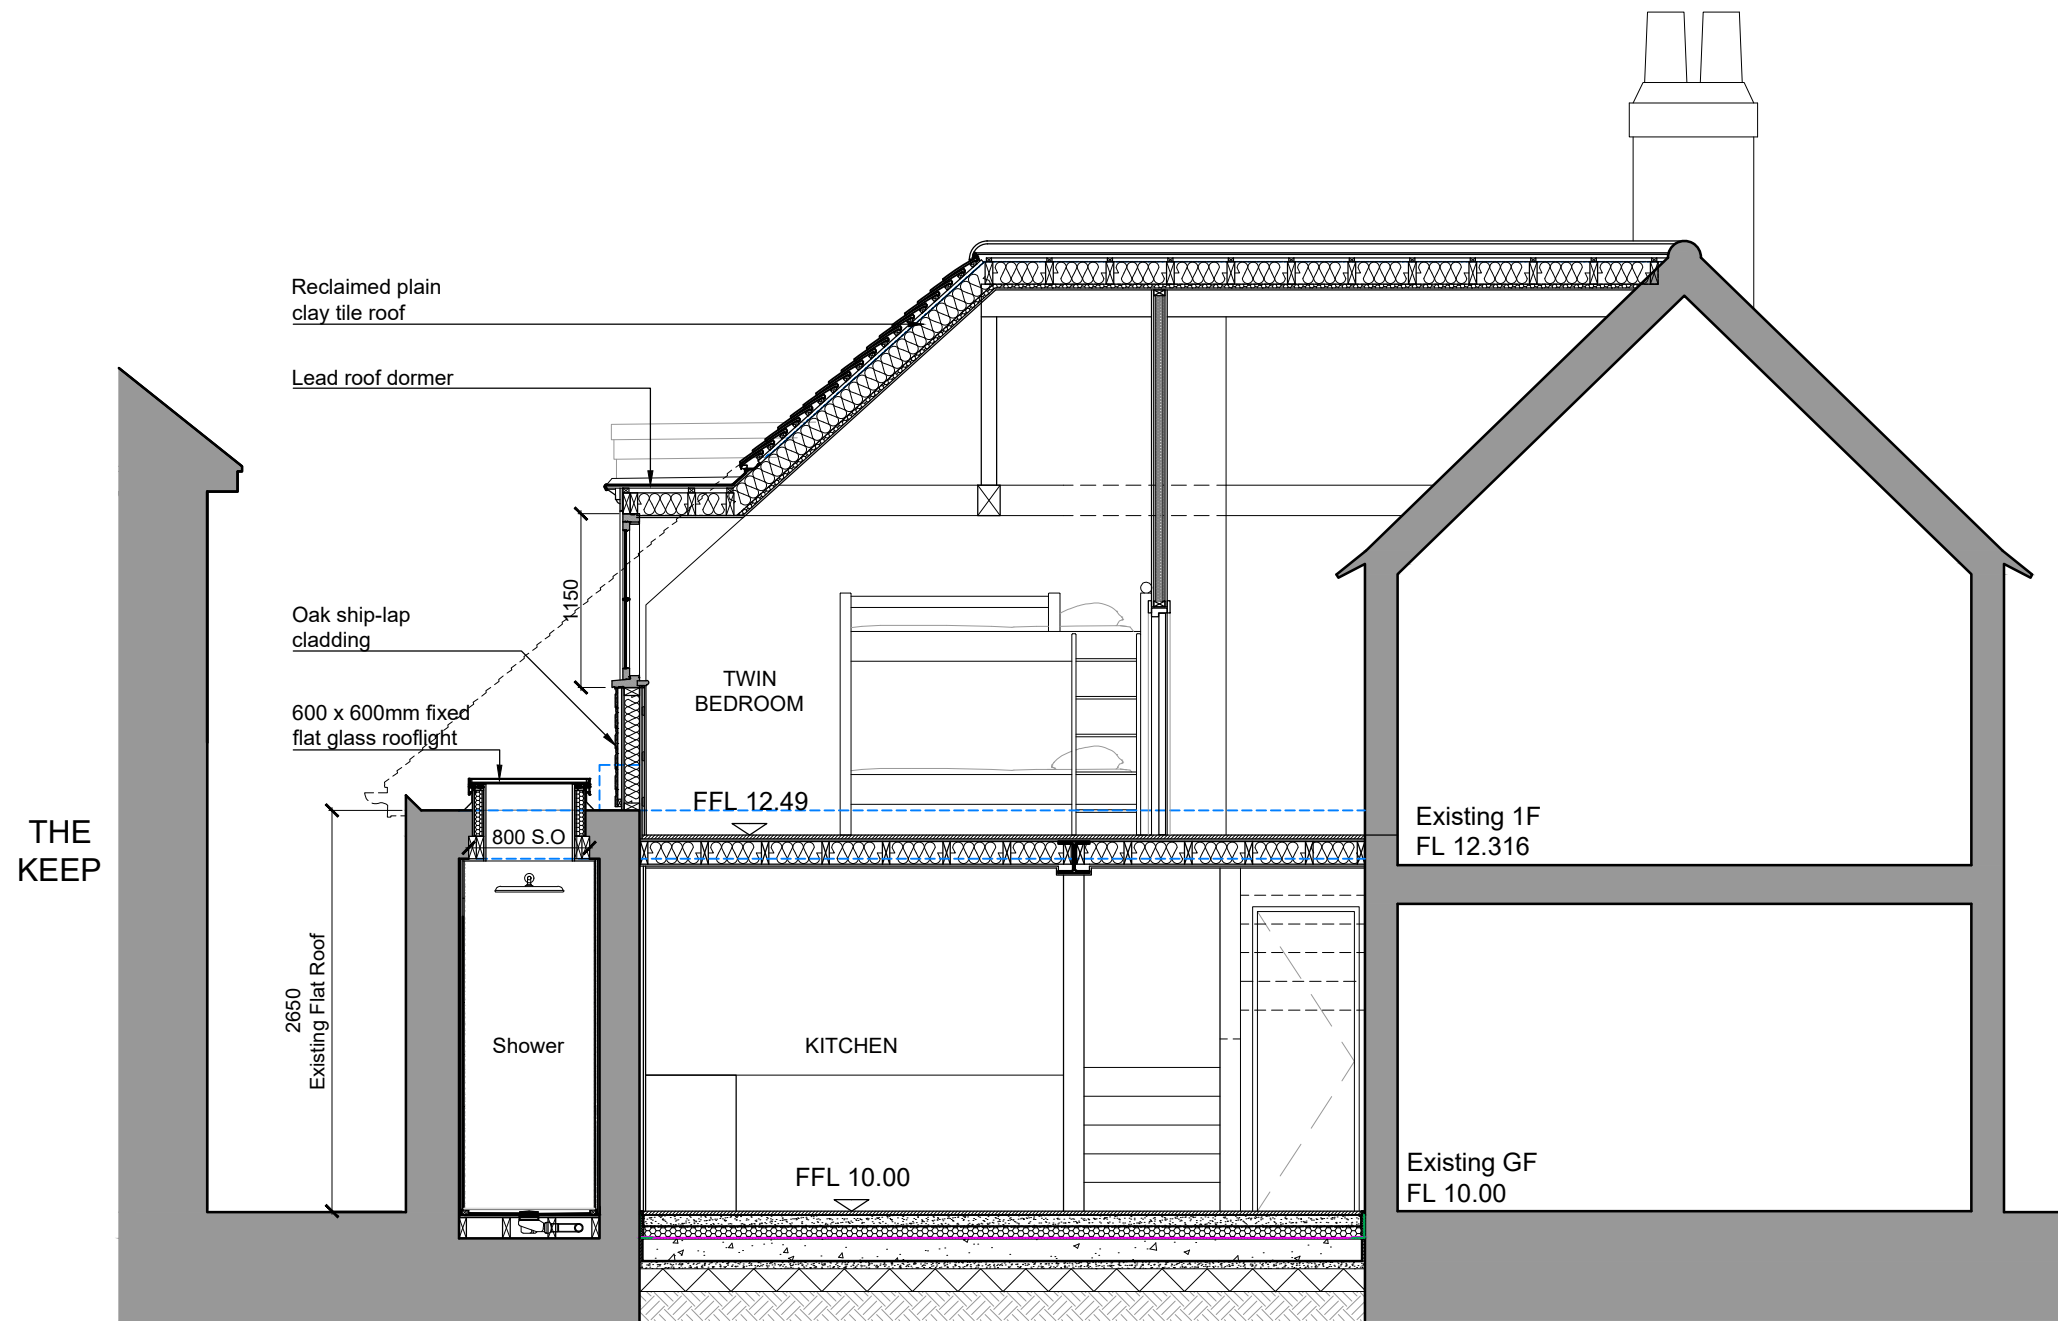 Reclaimed plain
clay tile roof
Lead roof dormer
1150
Oak ship-lap
cladding
TWIN
BEDROOM
600 x 600mm fixed
flat glass rooflight
FFL 12.49
THE
KEEP
800 S.O
Existing 1F
FL 12.316
2650
Existing Flat Roof
Shower
KITCHEN
FFL 10.00
Existing GF
FL 10.00